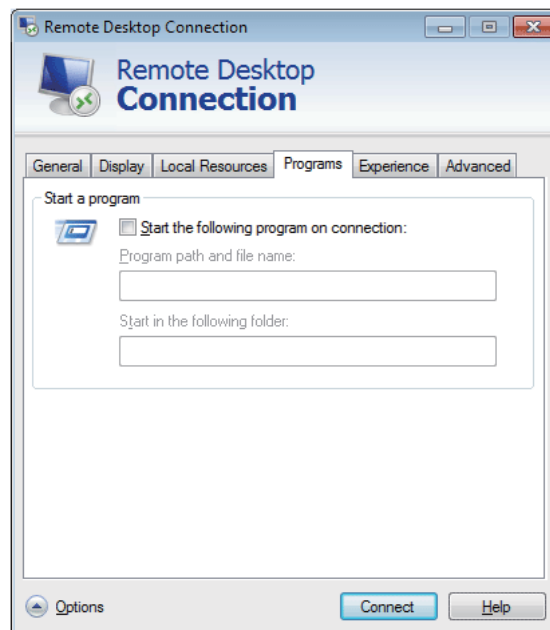 Remote Desktop Connection
Remote Desktop
Connection
General Display Local Resources Programs Experience Advanced
Start a program
Start the following program on connection:
Program path and file name:
Start in the following folder:
Options Connect Help